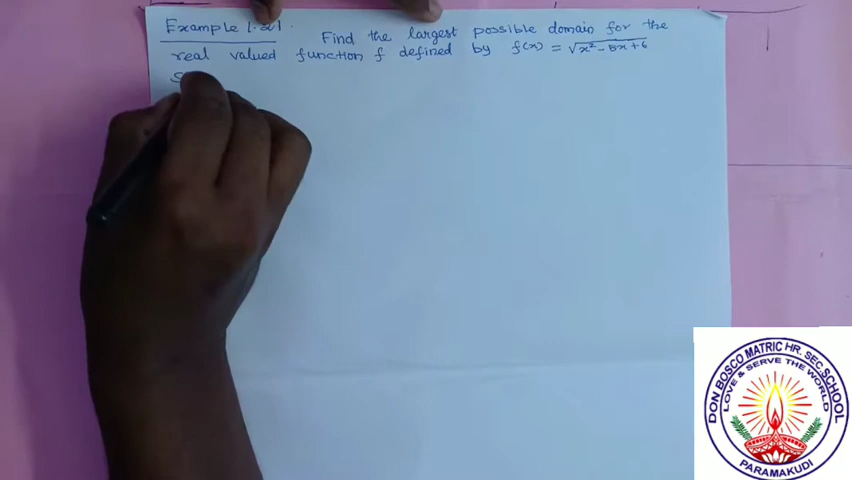 Example 1.21. Find the largest possible domain for the
real valued function f defined by f(x) = √x² - 5x + 6
S
DON BOSCO MATRIC HR. SEC. SCHOOL
LOVE & SERVE THE WORLD
PARAMAKUDI